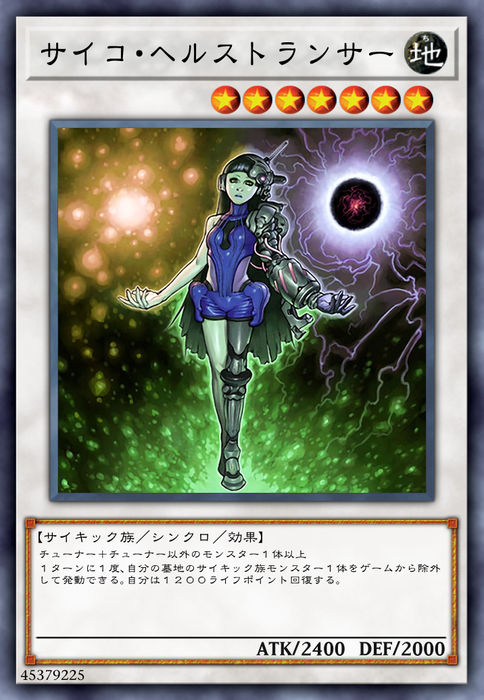 サイコ・ヘルストランサー
地
ち
【サイキック族／シンクロ／効果】
チューナー＋チューナー以外のモンスター１体以上
１ターンに１度、自分の墓地のサイキック族モンスター１体をゲームから除外
して発動できる。自分は１２００ライフポイント回復する。
ATK/2400 DEF/2000
45379225